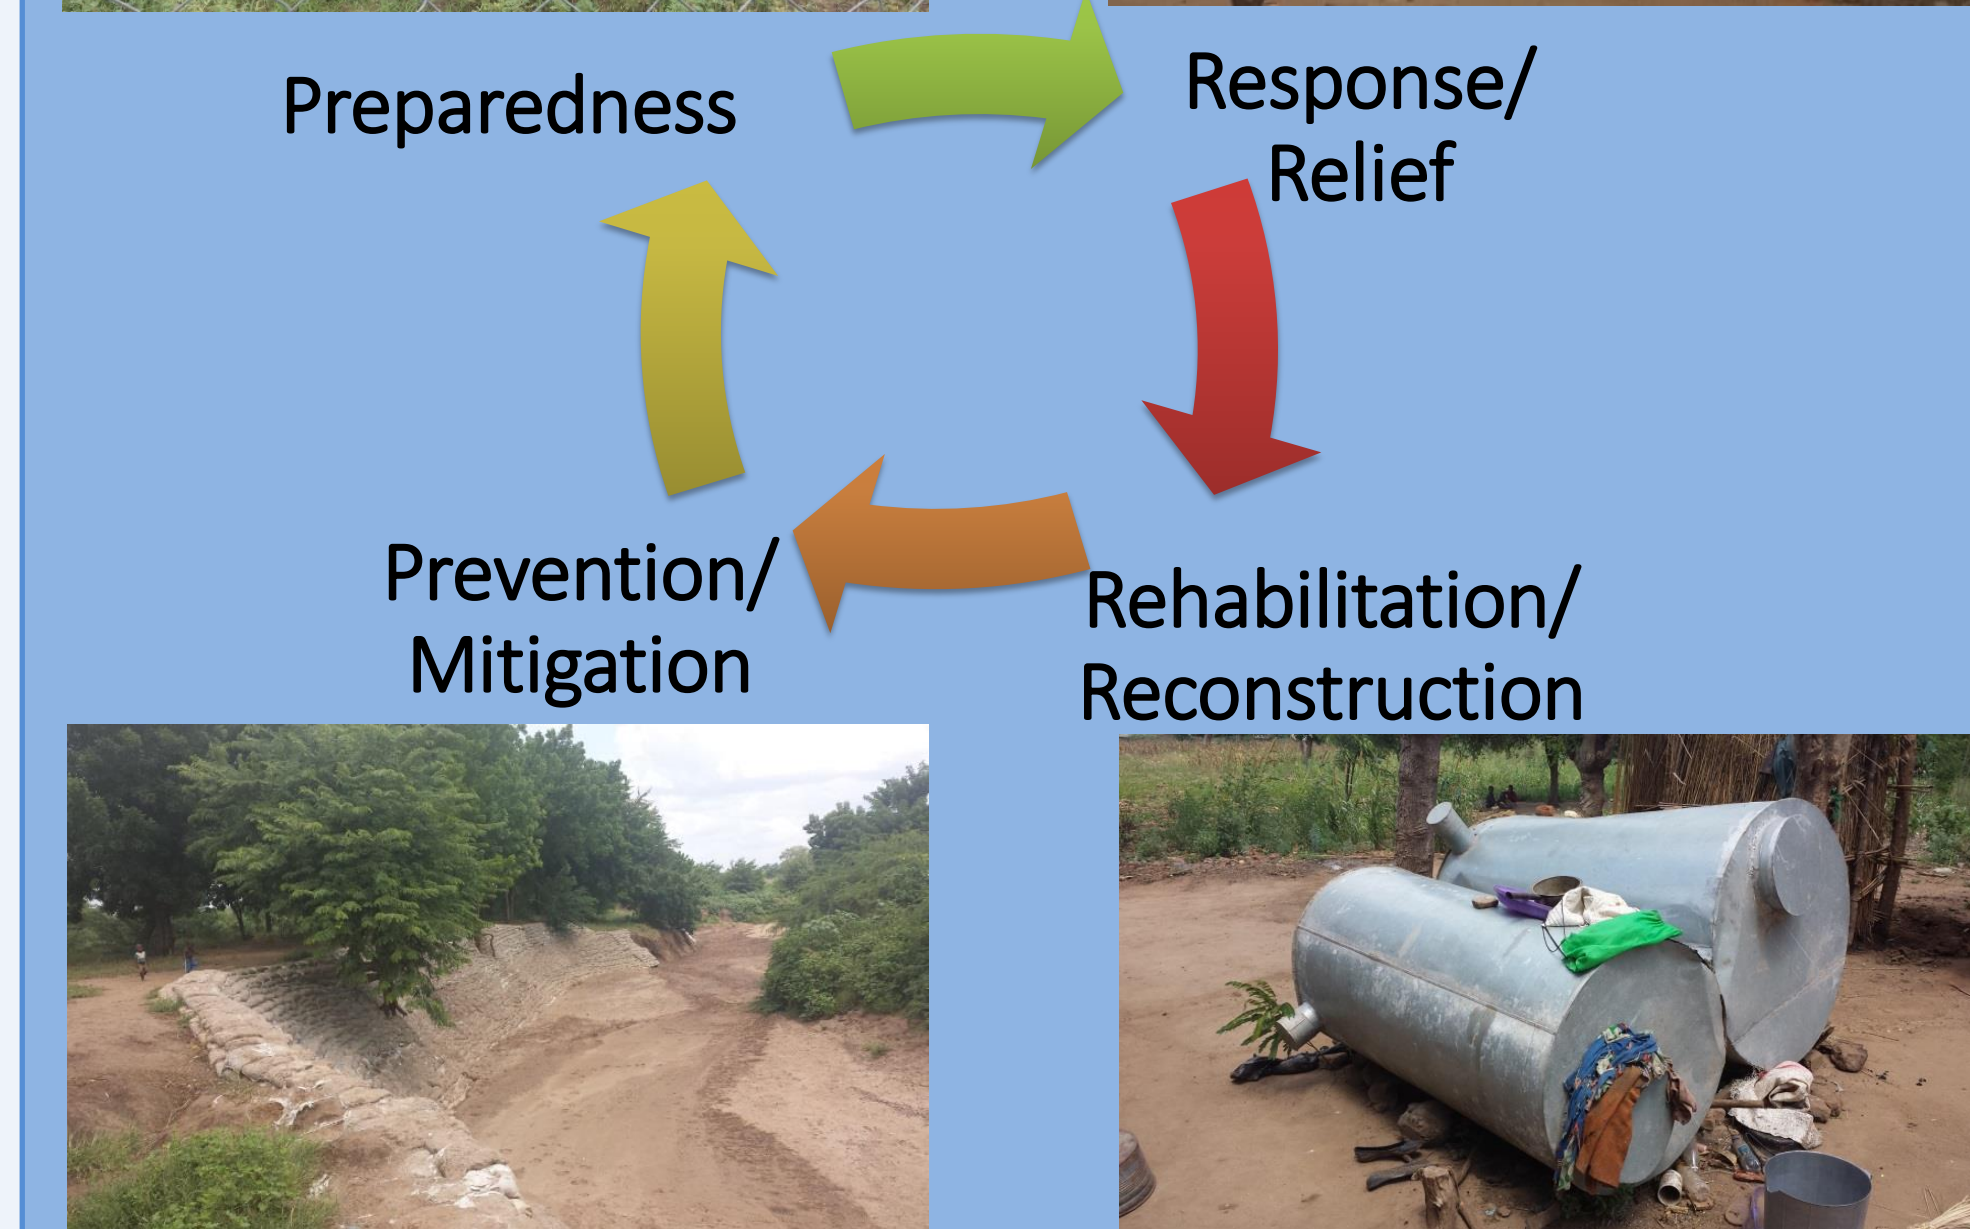 Preparedness
Response/
Relief
Prevention/
Mitigation
Rehabilitation/
Reconstruction